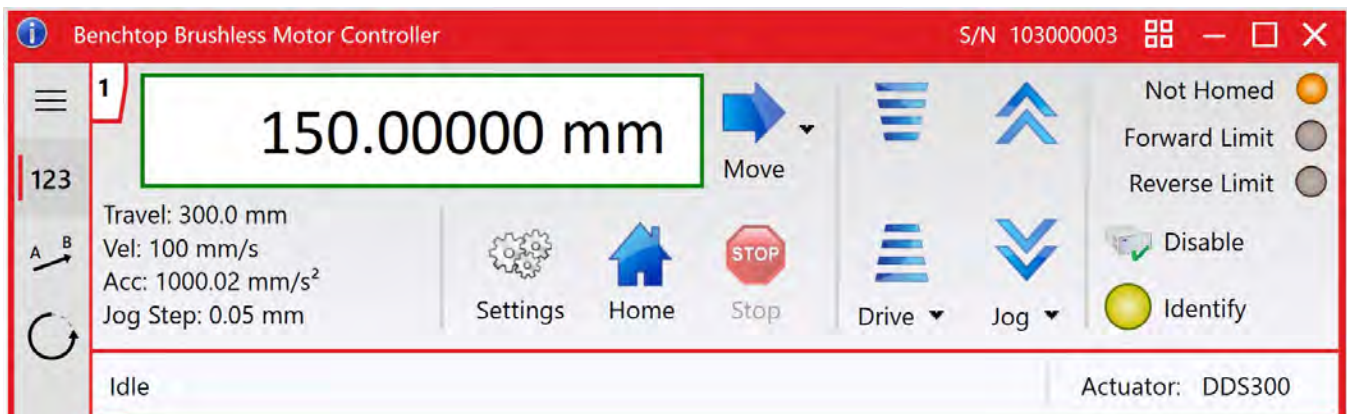 Benchtop Brushless Motor Controller
S/N 103000003
1
150.00000 mm
Move
Not Homed
Forward Limit
Reverse Limit
123
Travel: 300.0 mm
Vel: 100 mm/s
Acc: 1000.02 mm/s²
Jog Step: 0.05 mm
A B
Settings
Home
STOP
Stop
Drive
Jog
Disable
Identify
Idle
Actuator: DDS300